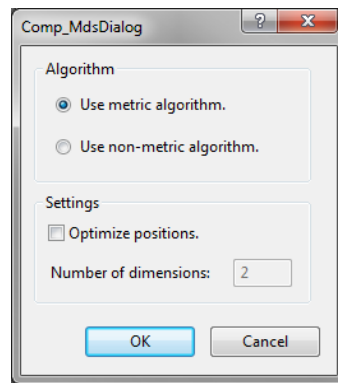 Comp_MdsDialog
Algorithm
Use metric algorithm.
Use non-metric algorithm.
Settings
Optimize positions.
Number of dimensions: 2
OK Cancel